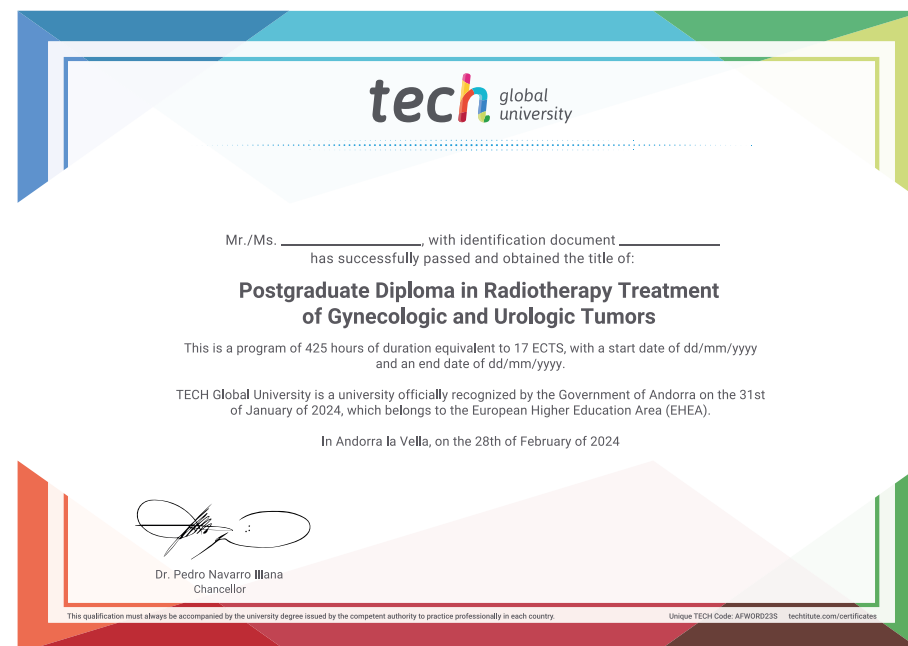 tech global university
Mr./Ms. ____________, with identification document ____________
has successfully passed and obtained the title of:
Postgraduate Diploma in Radiotherapy Treatment
of Gynecologic and Urologic Tumors
This is a program of 425 hours of duration equivalent to 17 ECTS, with a start date of dd/mm/yyyy
and an end date of dd/mm/yyyy.
TECH Global University is a university officially recognized by the Government of Andorra on the 31st
of January of 2024, which belongs to the European Higher Education Area (EHEA).
In Andorra la Vella, on the 28th of February of 2024
Dr. Pedro Navarro Illana
Chancellor
This qualification must always be accompanied by the university degree issued by the competent authority to practice professionally in each country.
Unique TECH Code: AFWORD23S techtitute.com/certificates